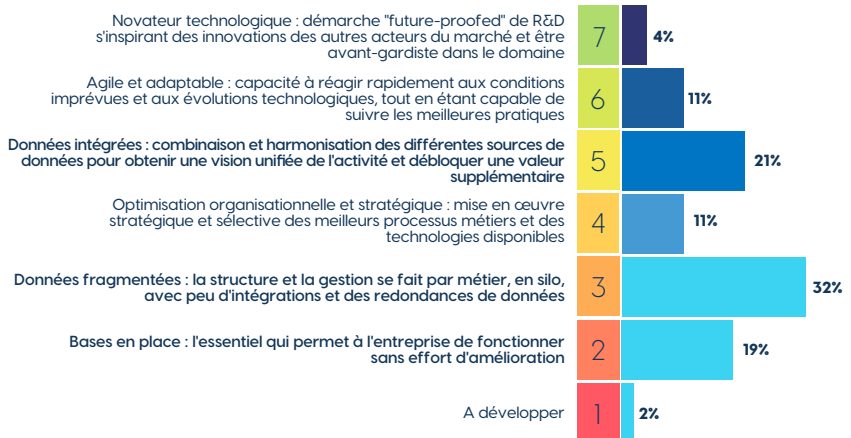 Novateur technologique : démarche "future-proofed" de R&D
s'inspirant des innovations des autres acteurs du marché et être
avant-gardiste dans le domaine
7
4%
Agile et adaptable : capacité à réagir rapidement aux conditions
imprévues et aux évolutions technologiques, tout en étant capable de
suivre les meilleures pratiques
6
11%
Données intégrées : combinaison et harmonisation des différentes sources de
données pour obtenir une vision unifiée de l'activité et débloquer une valeur
supplémentaire
5
21%
Optimisation organisationnelle et stratégique : mise en œuvre
stratégique et sélective des meilleurs processus métiers et des
technologies disponibles
4
11%
Données fragmentées : la structure et la gestion se fait par métier, en silo,
avec peu d'intégrations et des redondances de données
3
32%
Bases en place : l'essentiel qui permet à l'entreprise de fonctionner
sans effort d'amélioration
2
19%
A développer
1
2%